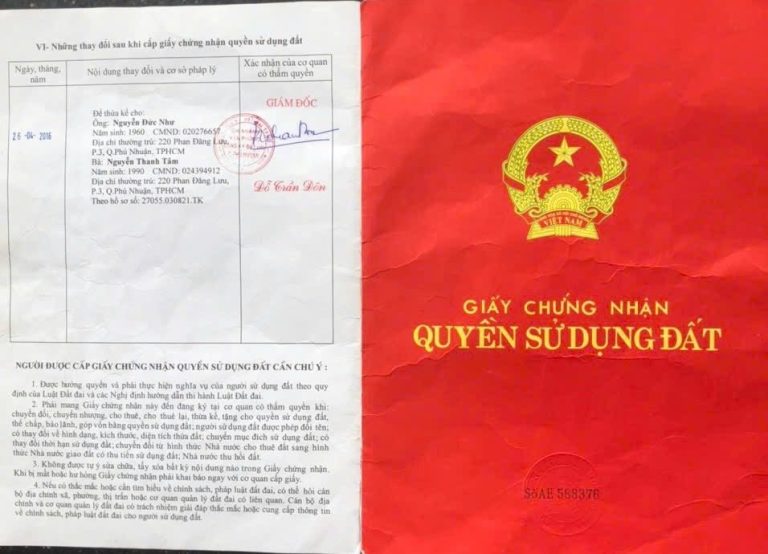 VI- Những thay đổi sau khi cấp giấy chứng nhận quyền sử dụng đất
Ngày, tháng, năm
Nội dung thay đổi và cơ sở pháp lý
Xác nhận của cơ quan có thẩm quyền
26-04-2016
Để thừa kế cho:
Ông: Nguyễn Đức Như
Năm sinh: 1960 CMND: 020276657
Địa chỉ thường trú: 220 Phan Đăng Lưu,
P.3, Q.Phú Nhuận, TPHCM
Bà: Nguyễn Thanh Tâm
Năm sinh: 1990 CMND: 024394912
Địa chỉ thường trú: 220 Phan Đăng Lưu,
P.3, Q.Phú Nhuận, TPHCM
Theo hồ sơ số: 27055.030821.TK
GIÁM ĐỐC
Đỗ Trần Đôn
NGƯỜI ĐƯỢC CẤP GIẤY CHỨNG NHẬN QUYỀN SỬ DỤNG ĐẤT CẦN CHÚ Ý :
1. Được hưởng quyền và phải thực hiện nghĩa vụ của người sử dụng đất theo quy
định của Luật Đất đai và các Nghị định hướng dẫn thi hành Luật Đất đai.
2. Phải mang Giấy chứng nhận này đến đăng ký tại cơ quan có thẩm quyền khi:
chuyển đổi, chuyển nhượng, cho thuê, cho thuê lại, thừa kế, tặng cho quyền sử dụng đất,
thế chấp, bảo lãnh, góp vốn bằng quyền sử dụng đất; người sử dụng đất được phép đổi tên;
có thay đổi về hình dạng, kích thước, diện tích thửa đất; chuyển mục đích sử dụng đất; có
thay đổi thời hạn sử dụng đất; chuyển đổi từ hình thức Nhà nước cho thuê đất sang hình
thức Nhà nước giao đất có thu tiền sử dụng đất; Nhà nước thu hồi đất.
3. Không được tự ý sửa chữa, tẩy xóa bất kỳ nội dung nào trong Giấy chứng nhận.
Khi bị mất hoặc hư hỏng Giấy chứng nhận phải khai báo ngay với cơ quan cấp giấy.
4. Nếu có thắc mắc hoặc cần tìm hiểu về chính sách, pháp luật đất đai, có thể hỏi cán
bộ địa chính xã, phường, thị trấn hoặc cơ quan quản lý đất đai có liên quan. Cán bộ địa
chính và cơ quan quản lý đất đai có trách nhiệm giải đáp thắc mắc hoặc cung cấp thông tin
về chính sách, pháp luật đất đai cho người sử dụng đất.
VIỆT NAM
GIẤY CHỨNG NHẬN
QUYỀN SỬ DỤNG ĐẤT
SốAE 568376